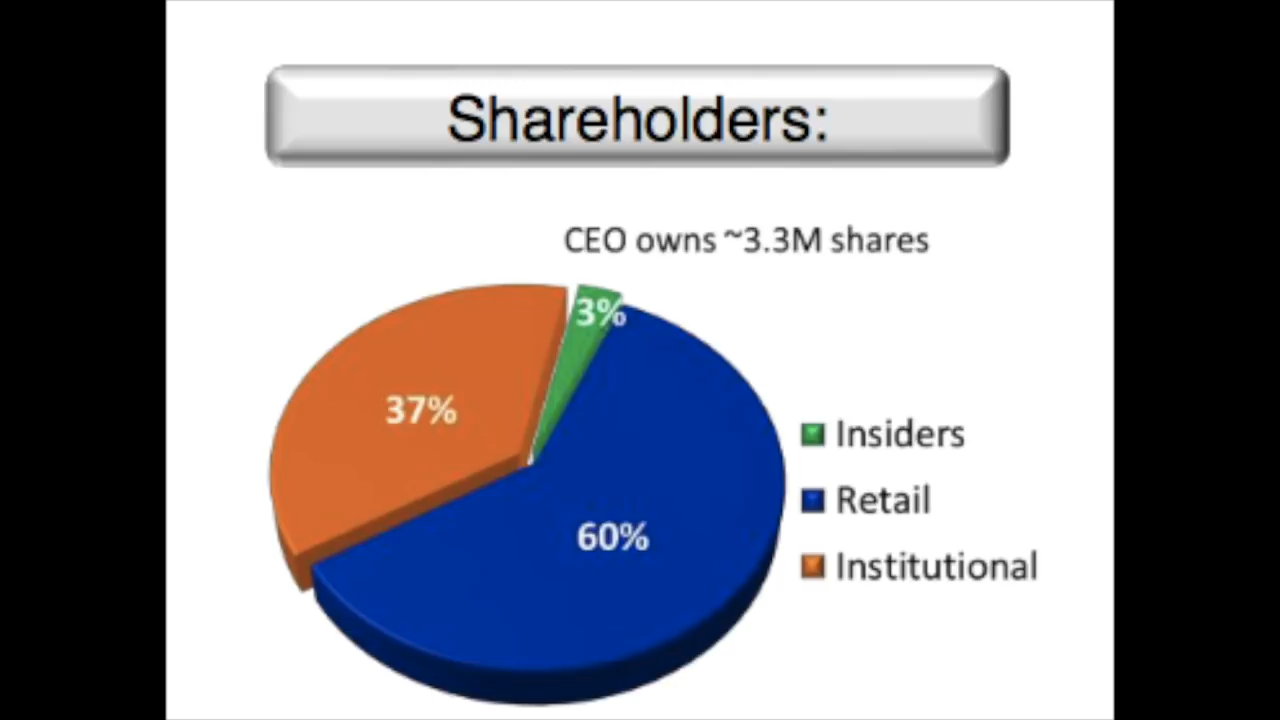 Shareholders:
CEO owns ~3.3M shares
3%
37%
60%
Insiders
Retail
Institutional